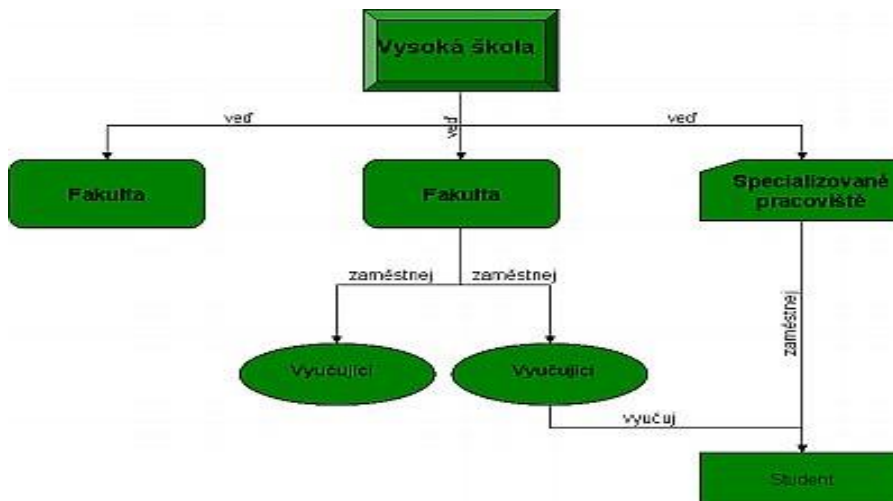 Vysoká škola
veď
veď
veď
Fakulta
Fakulta
Specializované
pracoviště
zaměstnej
zaměstnej
zaměstnej
Vyučující
Vyučující
vyučuj
Student